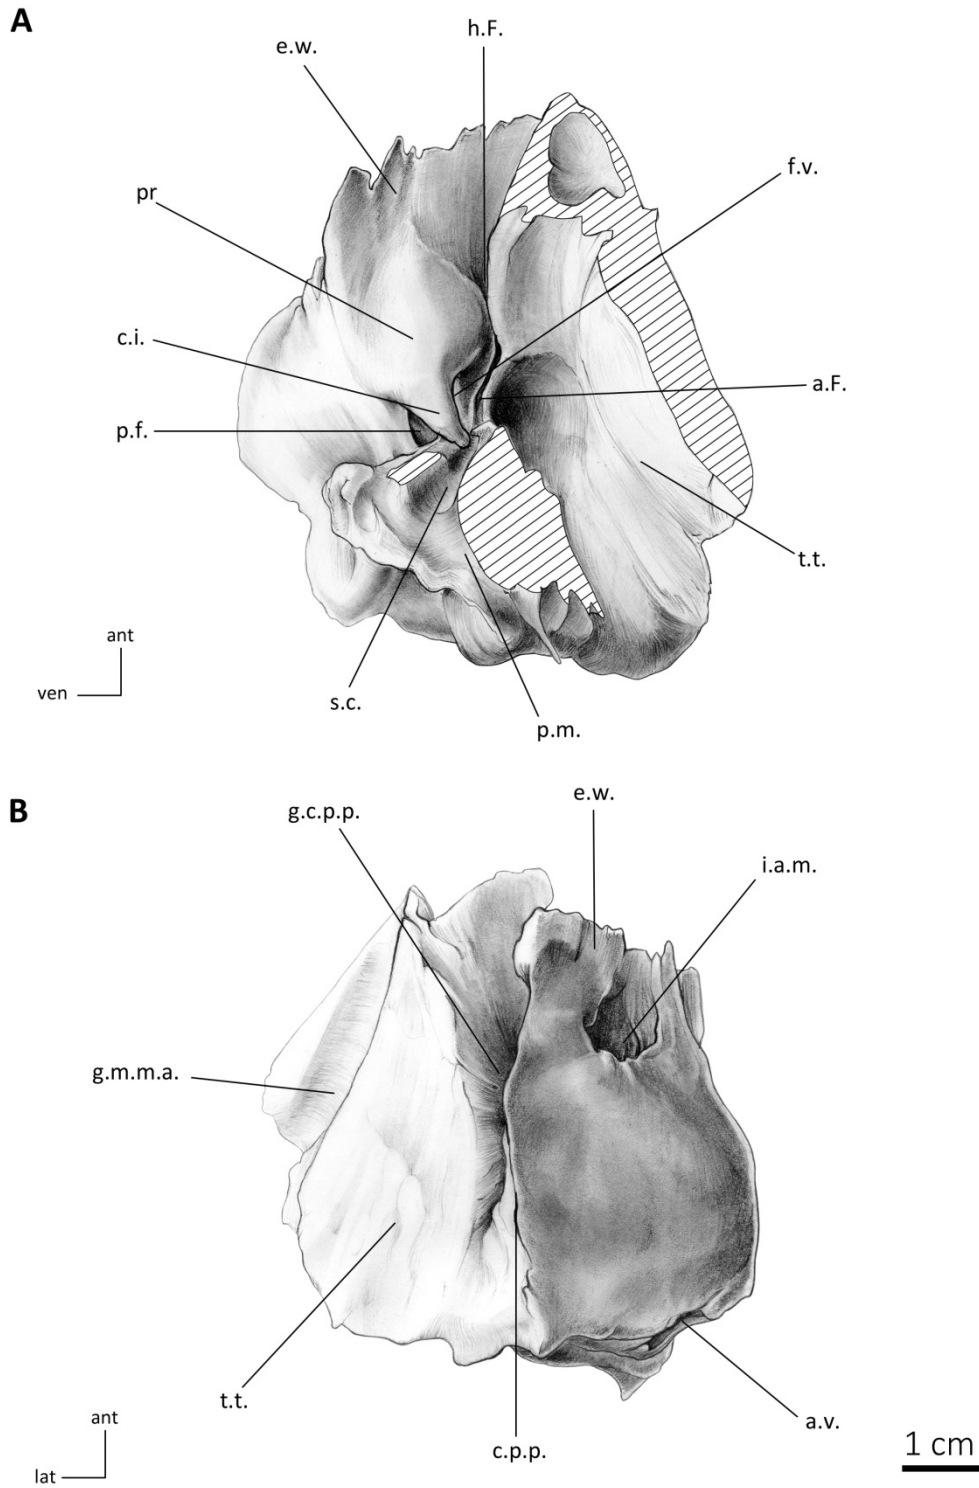 A
h.F.
e.w.
f.v.
pr
c.i.
a.F.
p.f.
t.t.
ant
ven
s.c.
p.m.
B
g.c.p.p.
e.w.
i.a.m.
g.m.m.a.
t.t.
ant
a.v.
lat
c.p.p.
1 cm